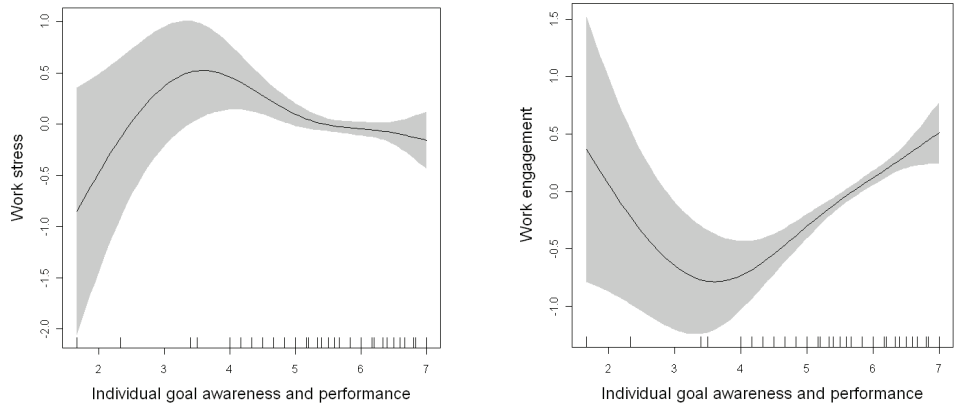 1.0
0.5
0.0
-0.5
-1.0
-1.5
-2.0
Work stress
2 3 4 5 6 7
Individual goal awareness and performance
1.5
1.0
0.5
0.0
-0.5
-1.0
Work engagement
2 3 4 5 6 7
Individual goal awareness and performance